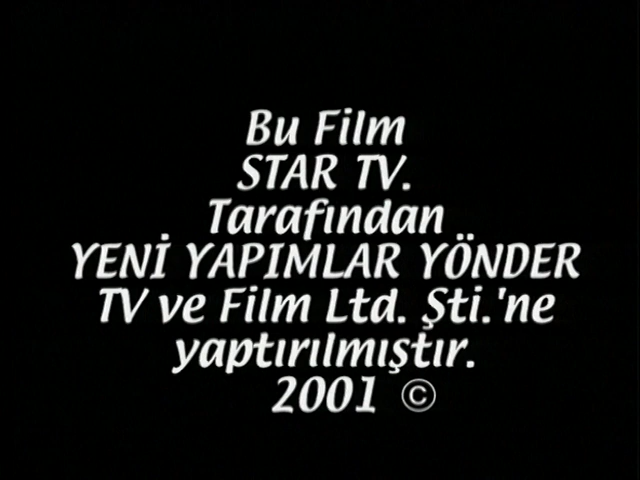 Bu Film
STAR TV.
Tarafından
YENİ YAPIMLAR YÖNDER
TV ve Film Ltd. Şti.'ne
yaptırılmıştır.
2001 ©